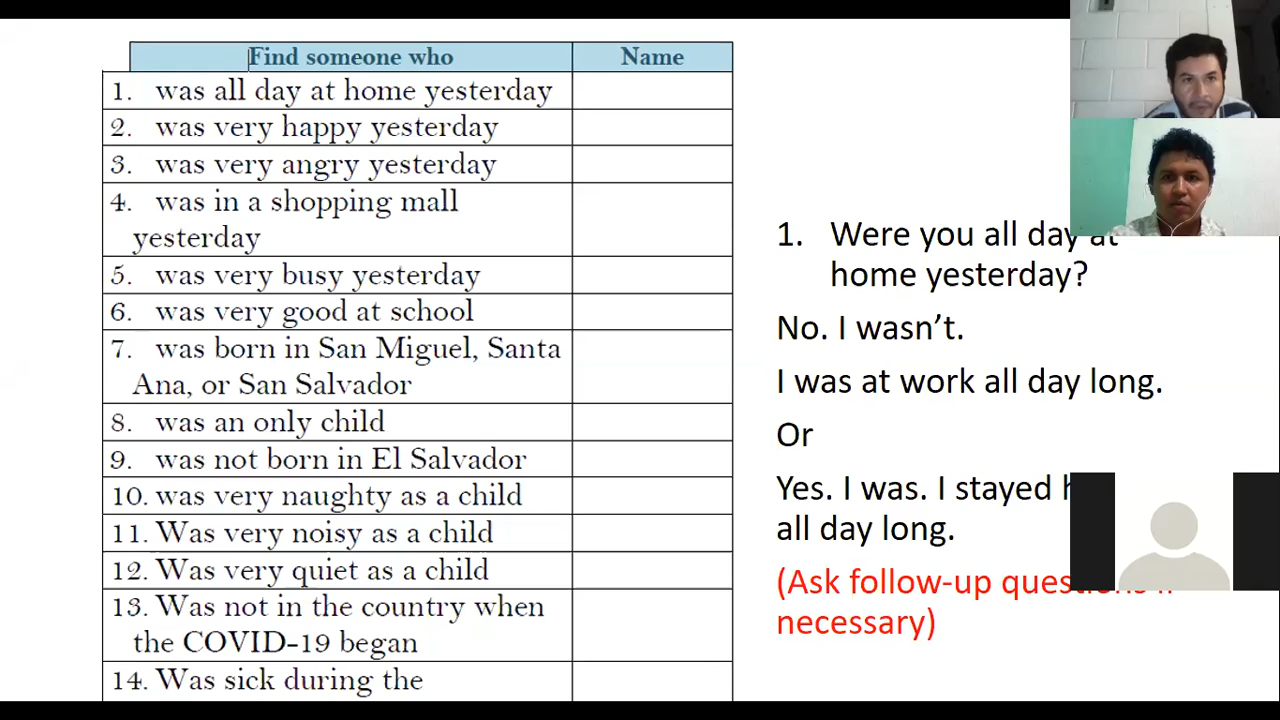 Find someone who Name
1. was all day at home yesterday
2. was very happy yesterday
3. was very angry yesterday
4. was in a shopping mall
yesterday
5. was very busy yesterday
6. was very good at school
7. was born in San Miguel, Santa
Ana, or San Salvador
8. was an only child
9. was not born in El Salvador
10. was very naughty as a child
11. Was very noisy as a child
12. Was very quiet as a child
13. Was not in the country when
the COVID-19 began
14. Was sick during the
1. Were you all day at
home yesterday?
No. I wasn't.
I was at work all day long.
Or
Yes. I was. I stayed
all day long.
(Ask follow-up questions
necessary)